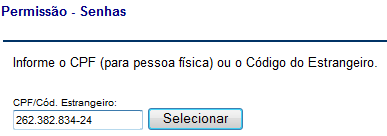 Permissão - Senhas
Informe o CPF (para pessoa física) ou o Código do Estrangeiro.
CPF/Cód. Estrangeiro:
262.382.834-24 Selecionar